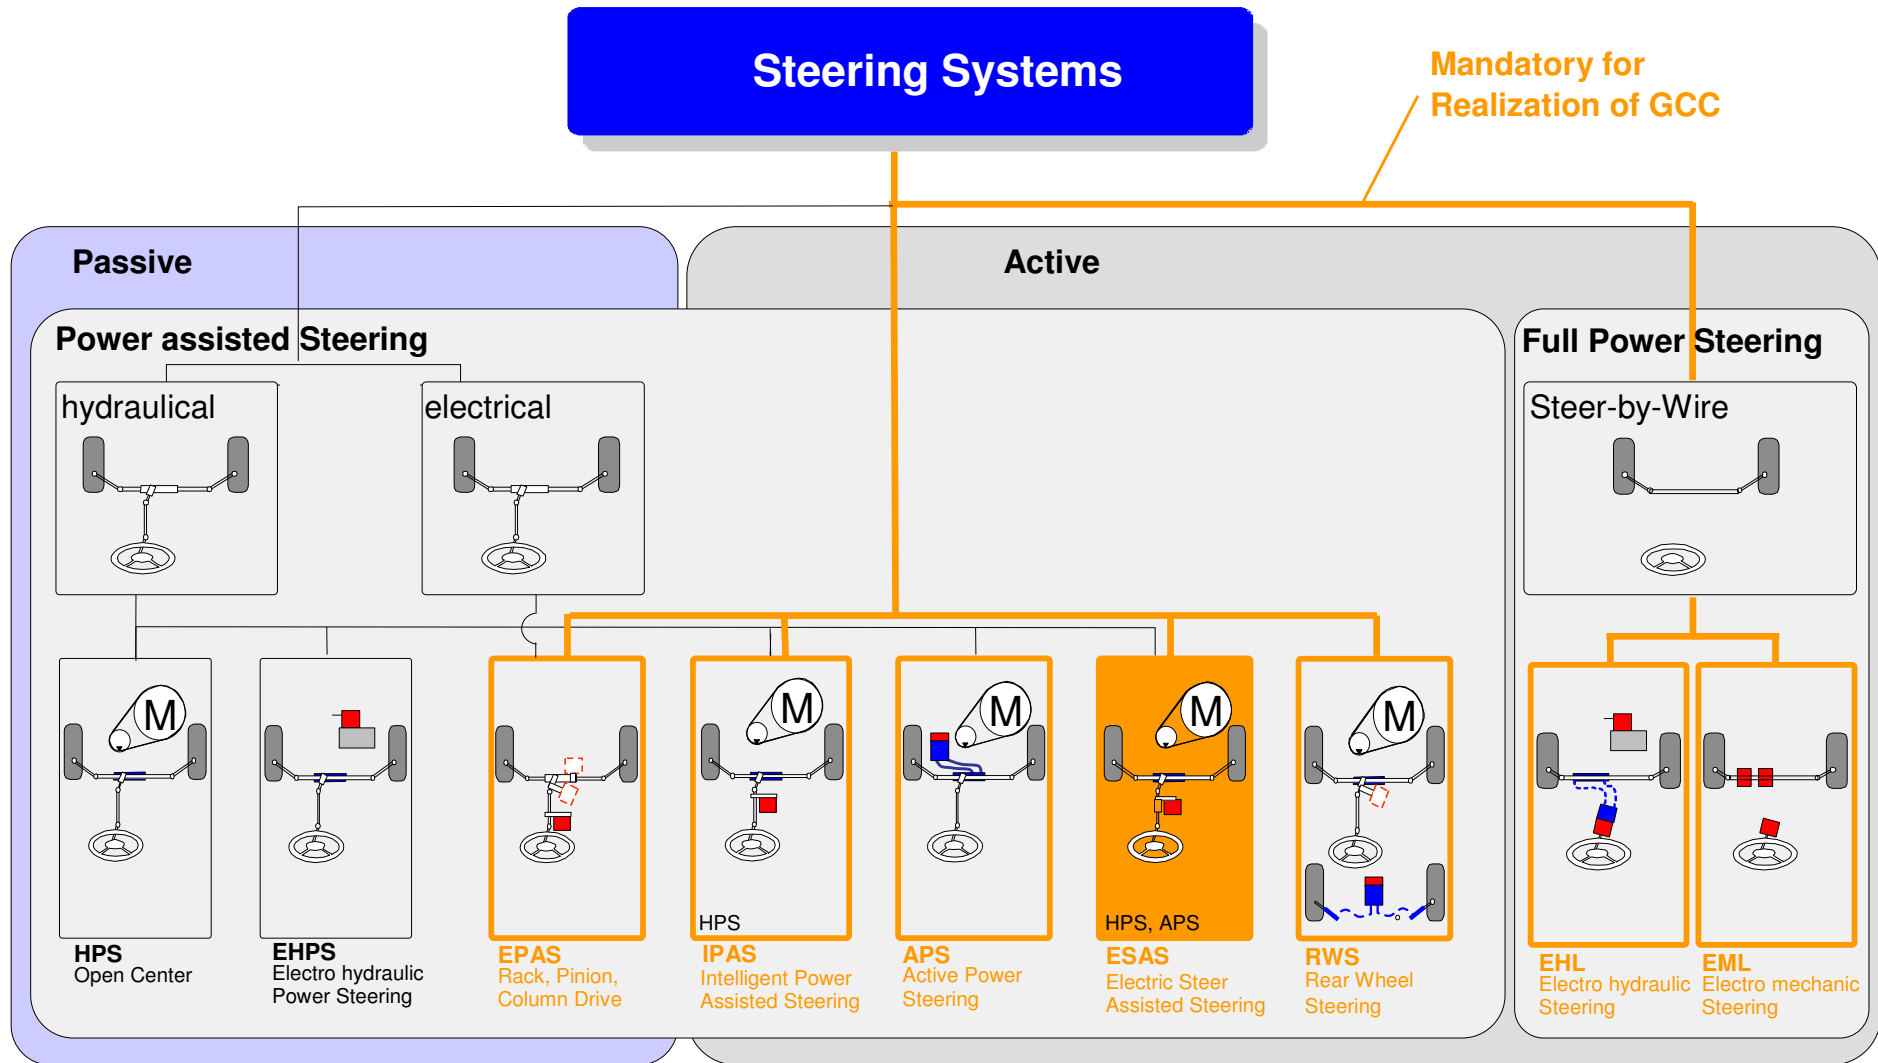 Steering Systems
Mandatory for
Realization of GCC
Passive
Active
Power assisted Steering
Full Power Steering
hydraulical
electrical
Steer-by-Wire
M
M
M
M
M
HPS
HPS, APS
HPS
Open Center
EHPS
Electro hydraulic
Power Steering
EPAS
Rack, Pinion,
Column Drive
IPAS
Intelligent Power
Assisted Steering
APS
Active Power
Steering
ESAS
Electric Steer
Assisted Steering
RWS
Rear Wheel
Steering
EHL
Electro hydraulic
Steering
EML
Electro mechanic
Steering